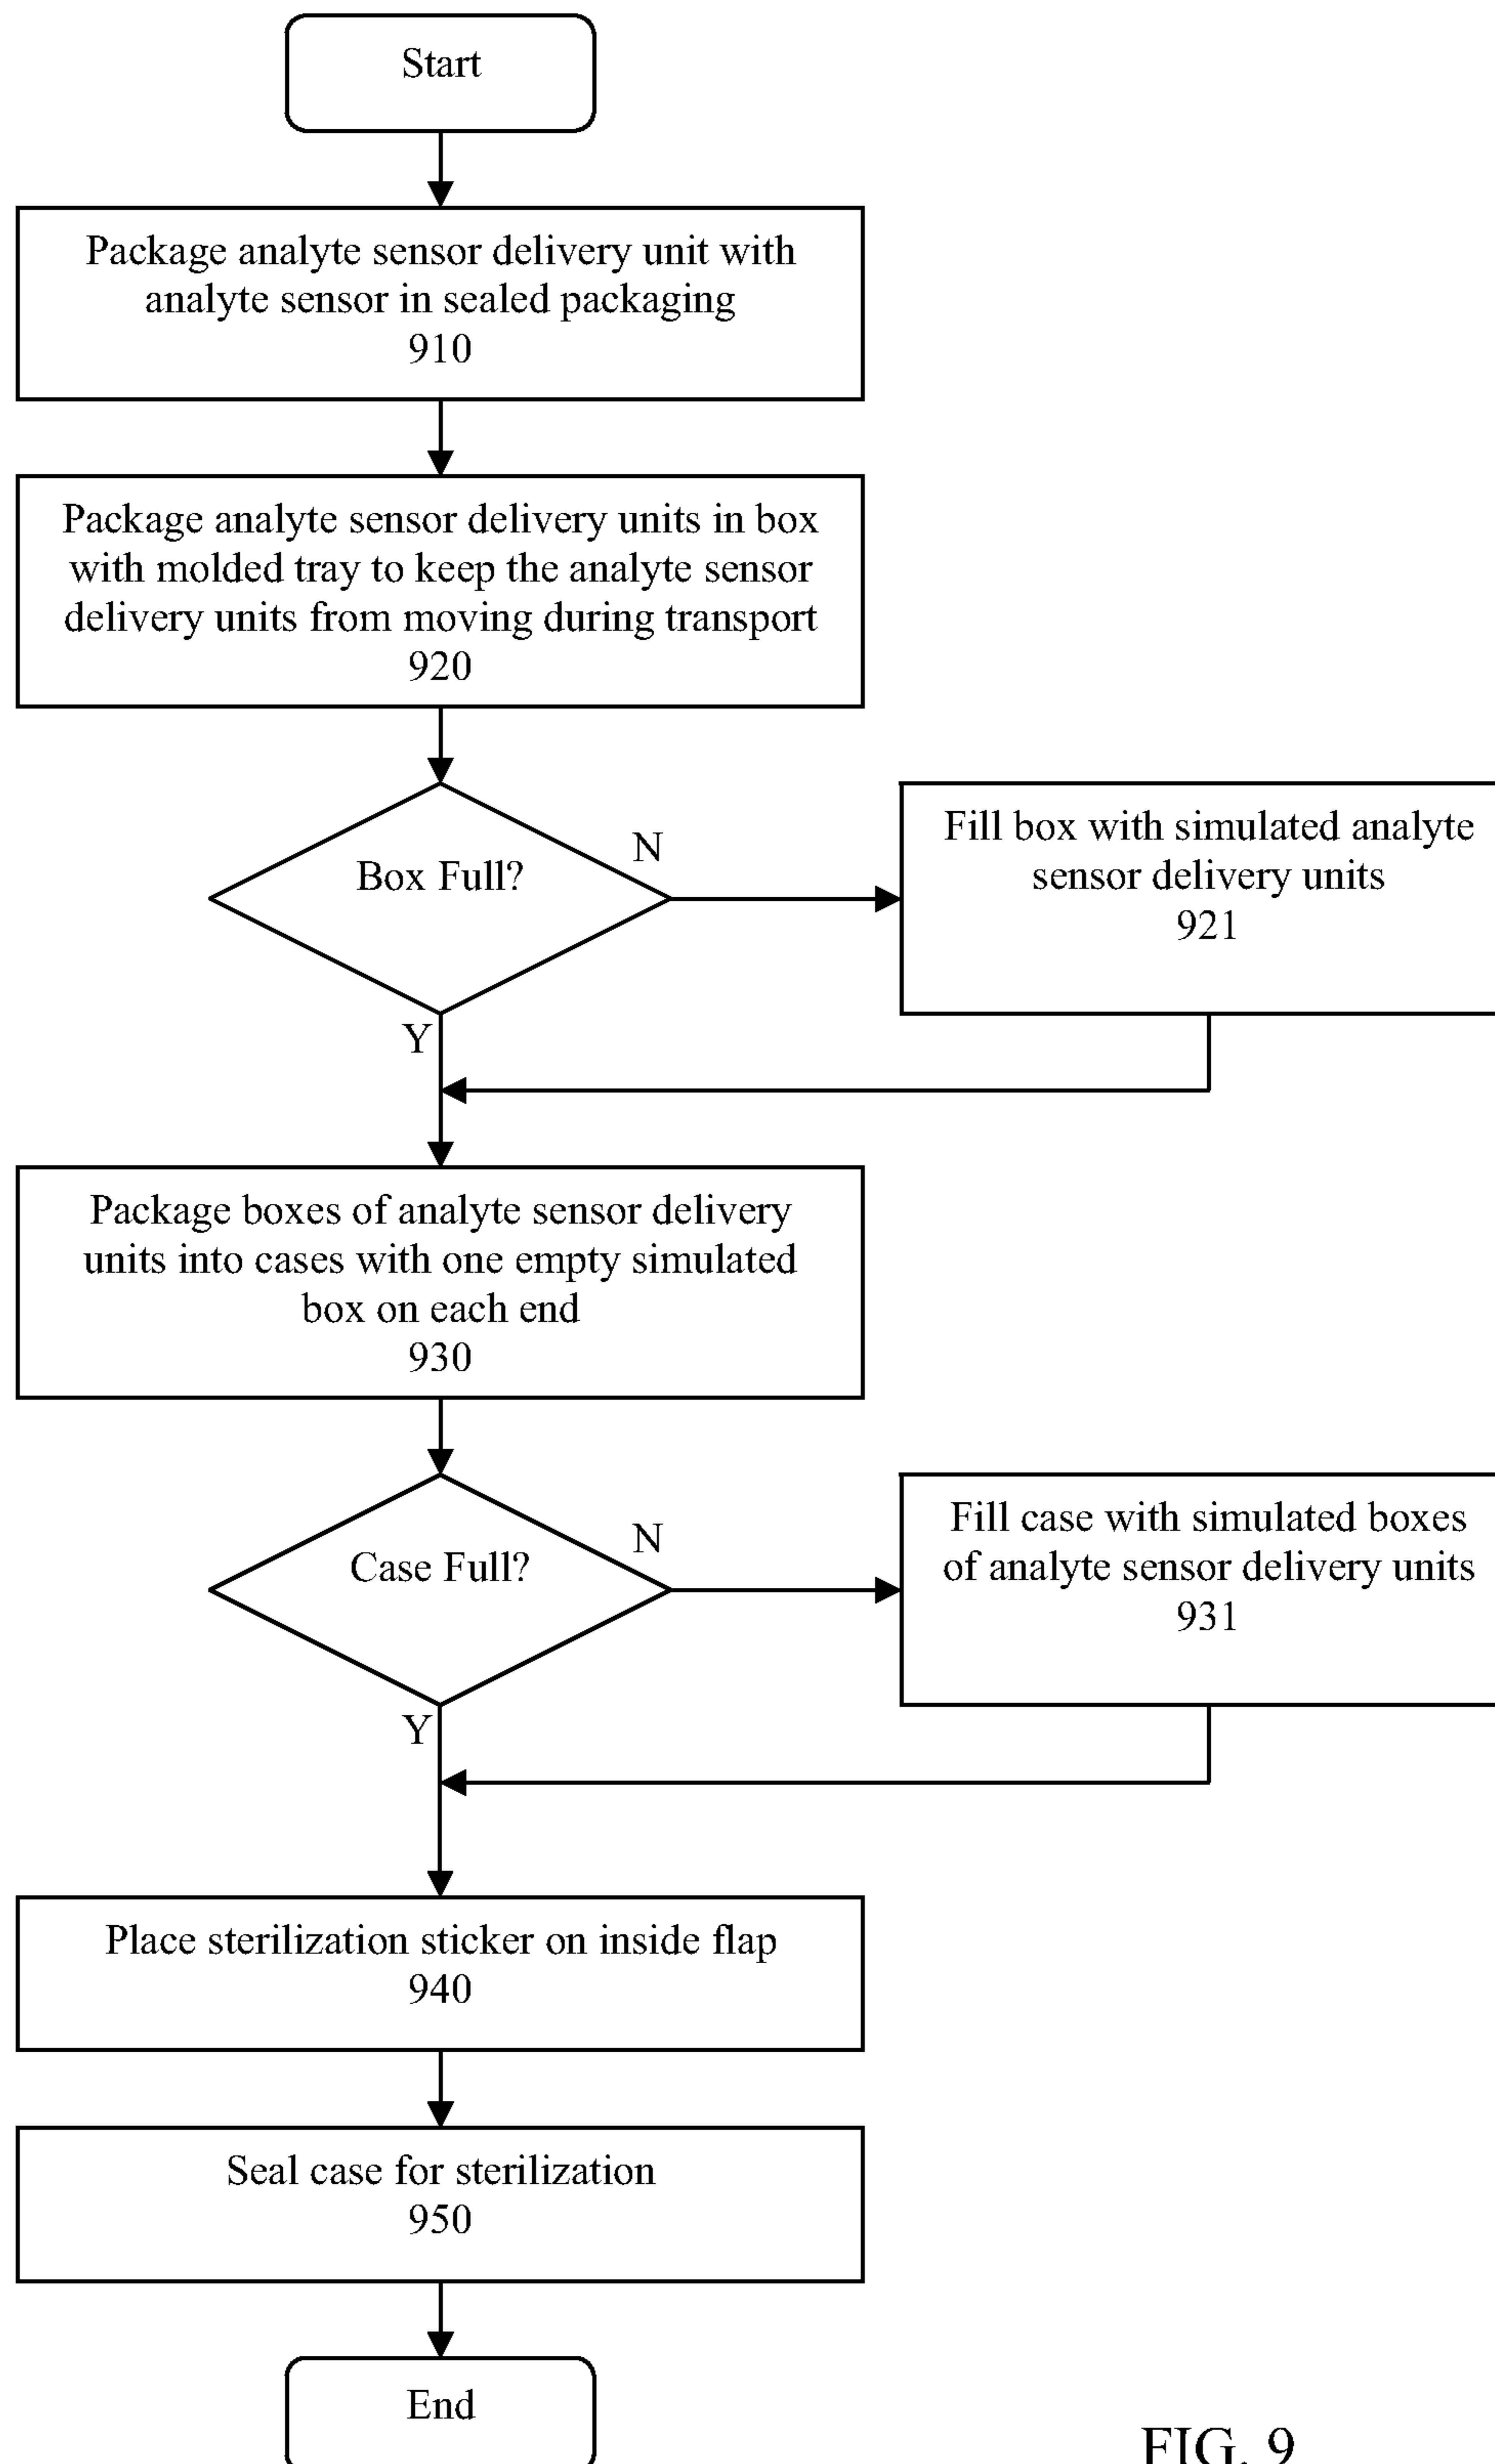 Start
Package analyte sensor delivery unit with
analyte sensor in sealed packaging
910
Package analyte sensor delivery units in box
with molded tray to keep the analyte sensor
delivery units from moving during transport
920
Box Full?
N
Fill box with simulated analyte
sensor delivery units
921
Y
Package boxes of analyte sensor delivery
units into cases with one empty simulated
box on each end
930
Case Full?
N
Fill case with simulated boxes
of analyte sensor delivery units
931
Y
Place sterilization sticker on inside flap
940
Seal case for sterilization
950
End
FIG. 9